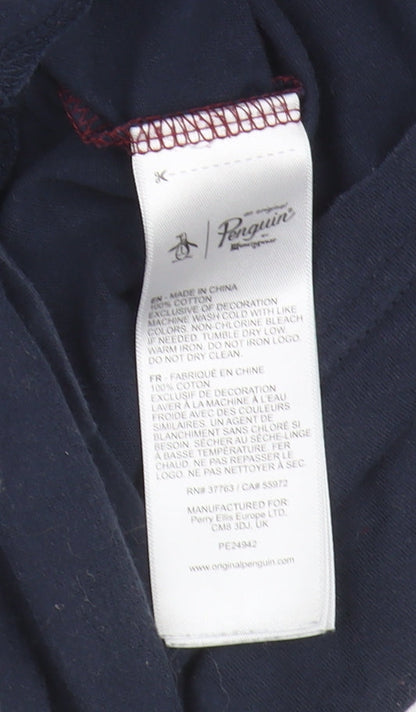 an original
Penguin®
BY
Munsingwear
EN - MADE IN CHINA
100% COTTON
EXCLUSIVE OF DECORATION
MACHINE WASH COLD WITH LIKE
COLORS. NON-CHLORINE BLEACH
IF NEEDED. TUMBLE DRY LOW.
WARM IRON. DO NOT IRON LOGO.
DO NOT DRY CLEAN.
FR - FABRIQUÉ EN CHINE
100% COTON
EXCLUSIF DE DECORATION
LAVER À LA MACHINE À L'EAU
FROIDE AVEC DES COULEURS
SIMILAIRES. UN AGENT DE
BLANCHIMENT SANS CHLORE SI
BESOIN. SÉCHER AU SÈCHE-LINGE
À BASSE TEMPÉRATURE. FER
CHAUD. NE PAS REPASSER LE
LOGO. NE PAS NETTOYER À SEC.
RN# 37763 / CA# 55972
MANUFACTURED FOR:
Perry Ellis Europe Ltd.
CM8 3DJ, UK
PE24942
www.originalpenguin.com